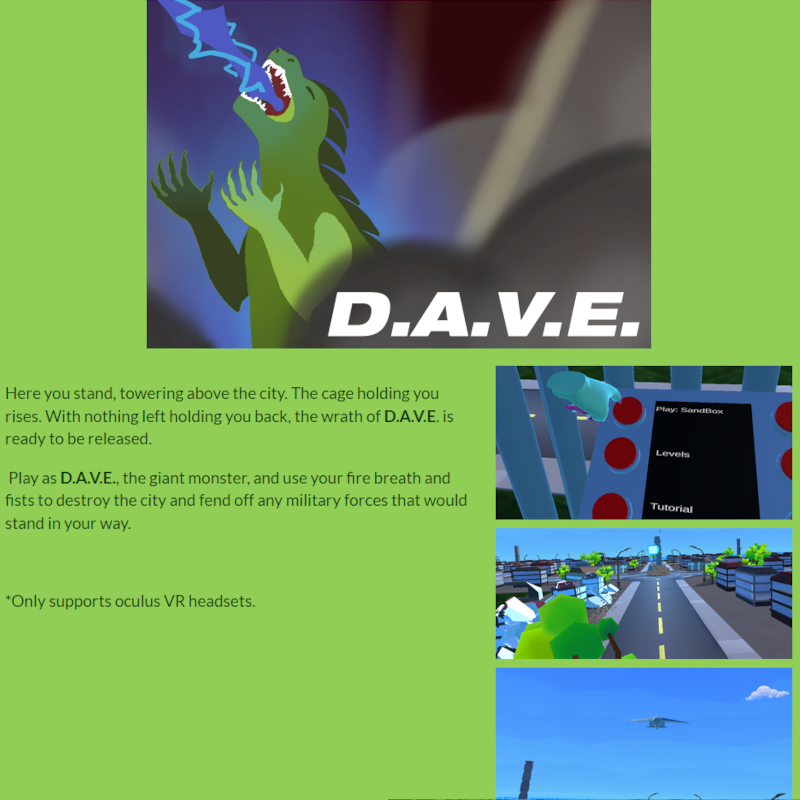 D.A.V.E.
Here you stand, towering above the city. The cage holding you
rises. With nothing left holding you back, the wrath of D.A.V.E. is
ready to be released.
Play as D.A.V.E., the giant monster, and use your fire breath and
fists to destroy the city and fend off any military forces that would
stand in your way.
*Only supports oculus VR headsets.
Play: SandBox
Levels
Tutorial